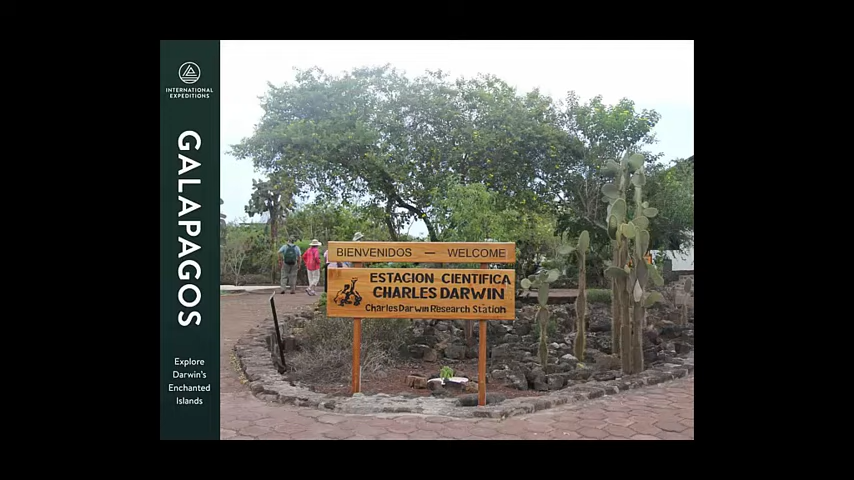 INTERNATIONAL
EXPEDITIONS
GALAPAGOS
Explore
Darwin's
Enchanted
Islands
BIENVENIDOS — WELCOME
ESTACION CIENTIFICA
CHARLES DARWIN
Charles Darwin Research Station